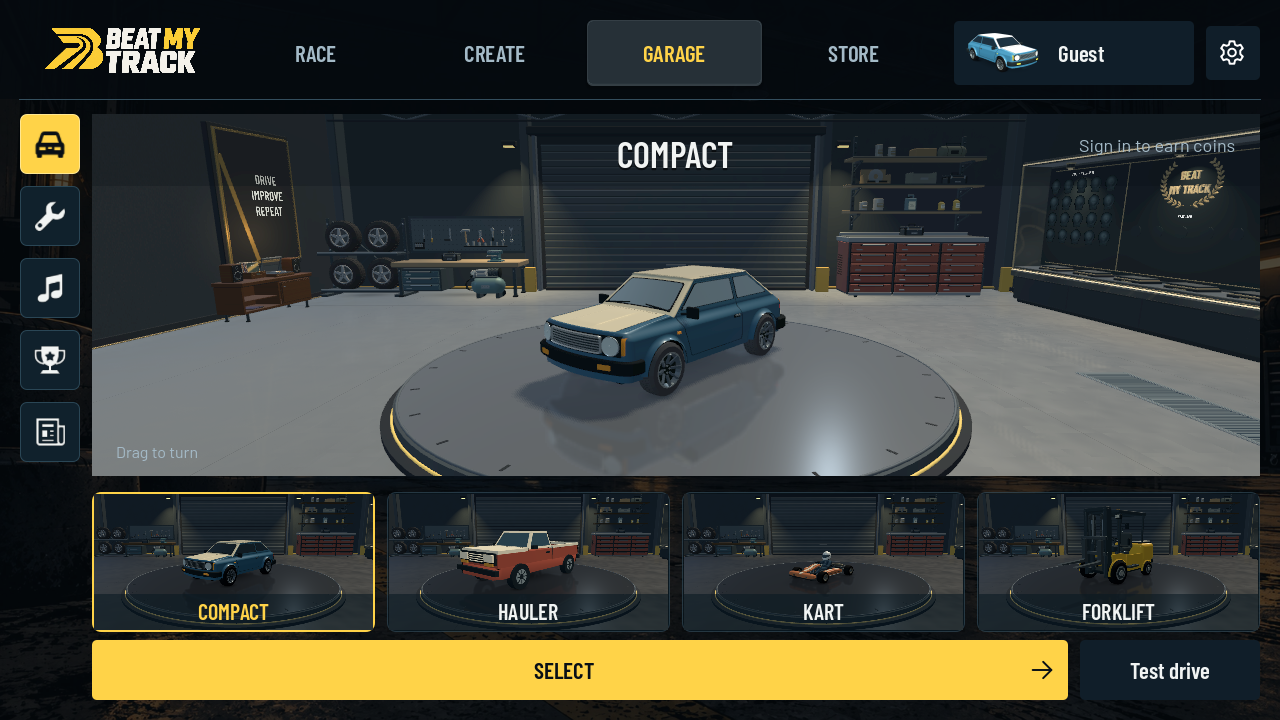 BEAT MY
TRACK
RACE
CREATE
GARAGE
STORE
Guest
COMPACT
Sign in to earn coins
DRIVE
IMPROVE
REPEAT
BEAT
MY TRACK
Drag to turn
COMPACT
HAULER
KART
FORKLIFT
SELECT
Test drive